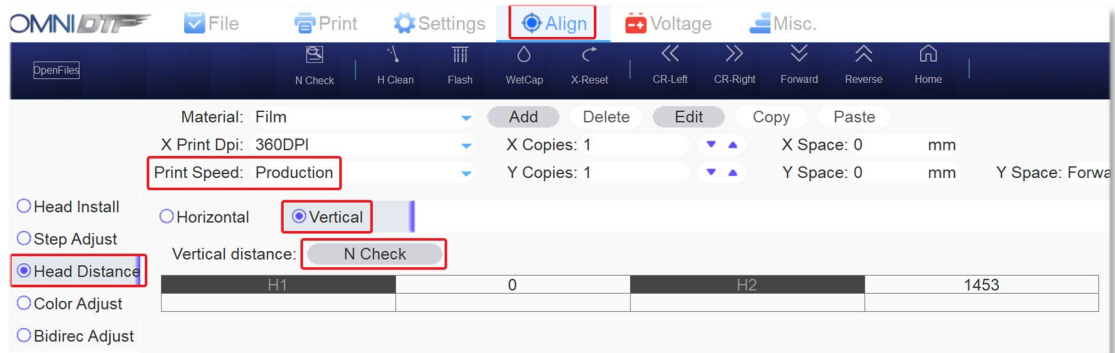 OMNIDTF File Print Settings Align Voltage Misc.
OpenFiles N Check H Clean Flash WetCap X-Reset CR-Left CR-Right Forward Reverse Home
Material: Film Add Delete Edit Copy Paste
X Print Dpi: 360DPI X Copies: 1 X Space: 0 mm
Print Speed: Production Y Copies: 1 Y Space: 0 mm Y Space: Forwa
Head Install
Horizontal Vertical
Step Adjust
Vertical distance: N Check
Head Distance
H1 0 H2 1453
Color Adjust
Bidirec Adjust